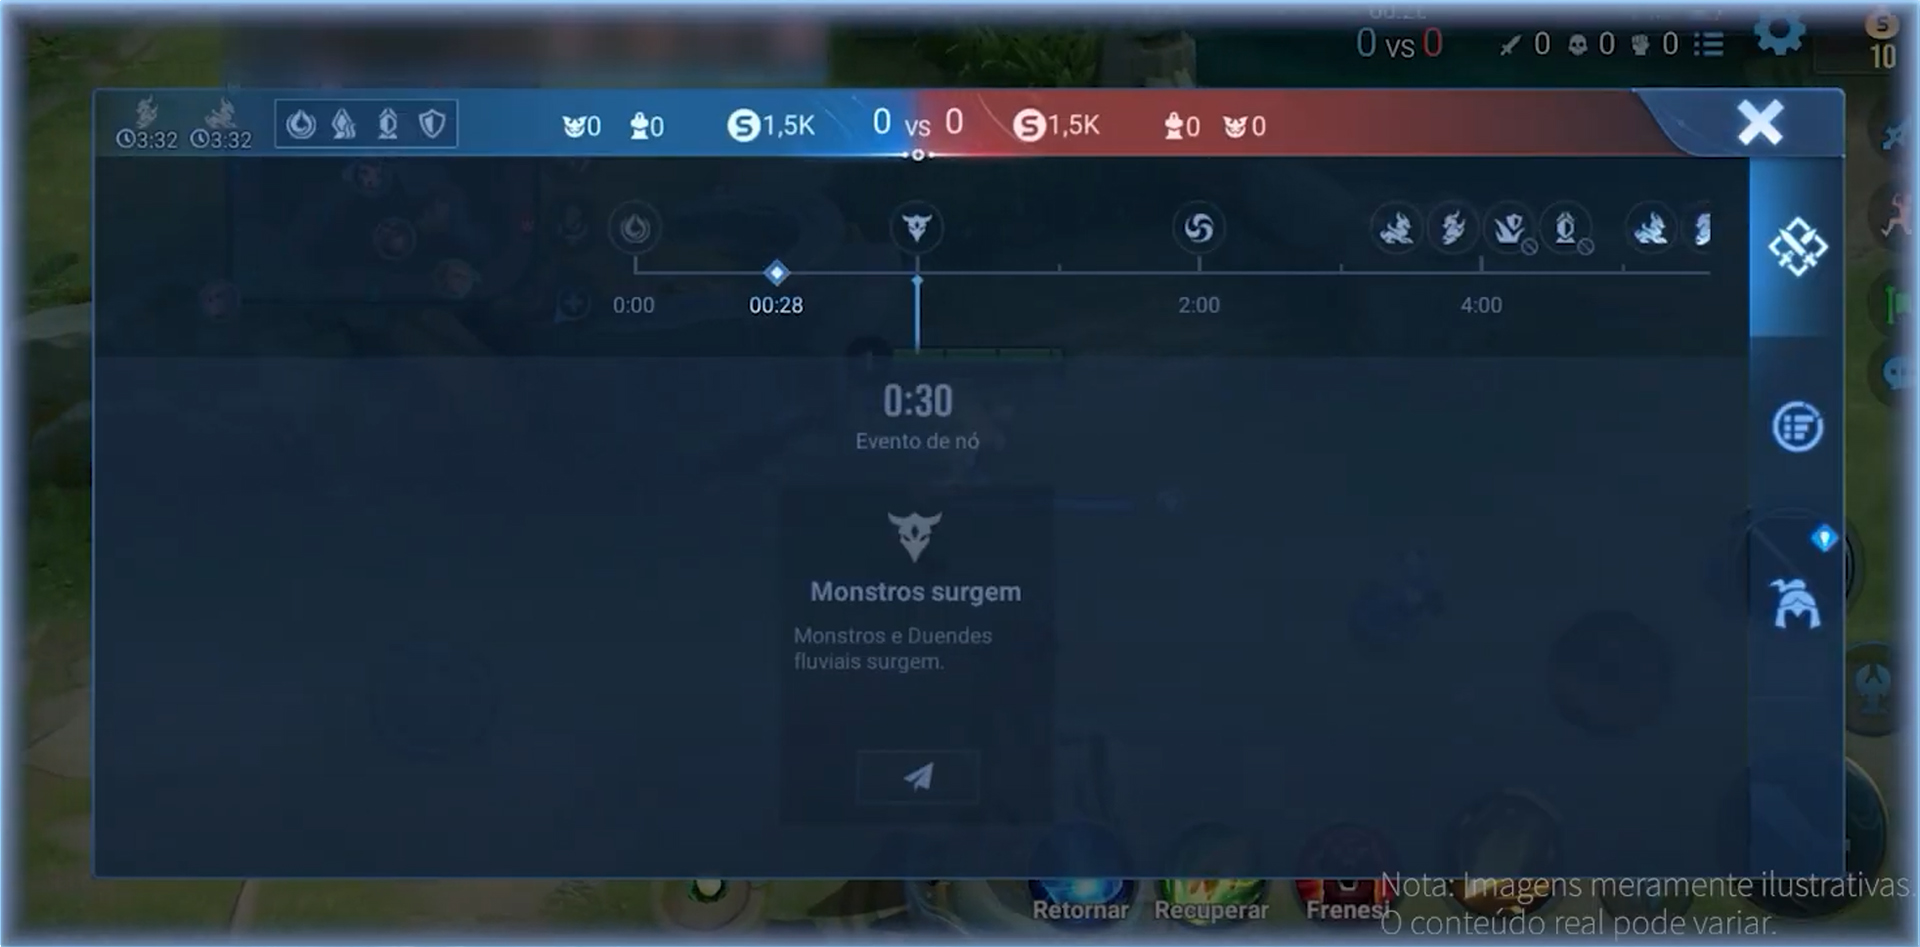 0 vs 0 0 0 0
10
3:32 3:32 0 0 1,5K 0 vs 0 1,5K 0 0
0:00 00:28 2:00 4:00
0:30
Evento de nó
Monstros surgem
Monstros e Duendes
fluviais surgem.
Retornar Recuperar Frenesi
Nota: Imagens meramente ilustrativas.
O conteúdo real pode variar.